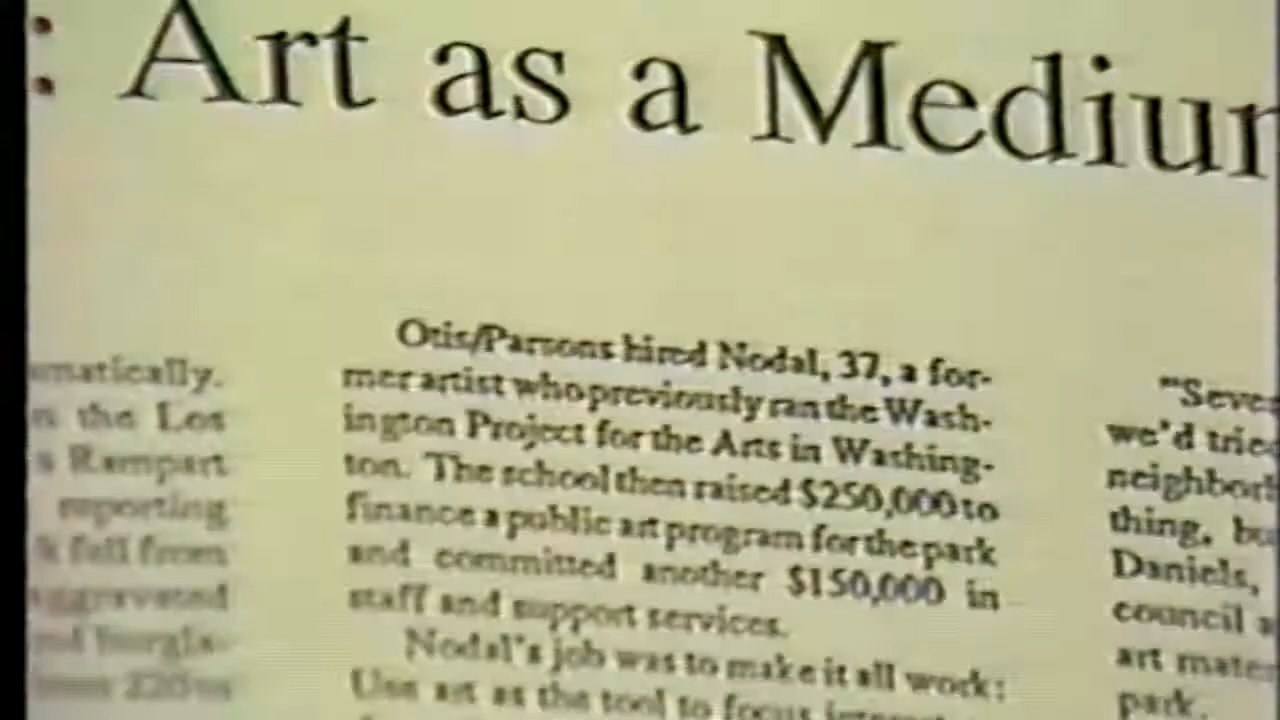 : Art as a Mediu
matically.
the Los
Rampart
reporting
fell from
aggravated
Otis/Parsons hired Nodal, 37, a for-
mer artist who previously ran the Wash-
ington Project for the Arts in Washing-
ton. The school then raised $250,000 to
finance a public art program for the park
and committed another $150,000 in
staff and support services.
Nodal's job was to make it all work:
Use art as the tool to focus
"Seve
we'd trie
neighbor
thing, bu
Daniels,
council a
art mate
park.